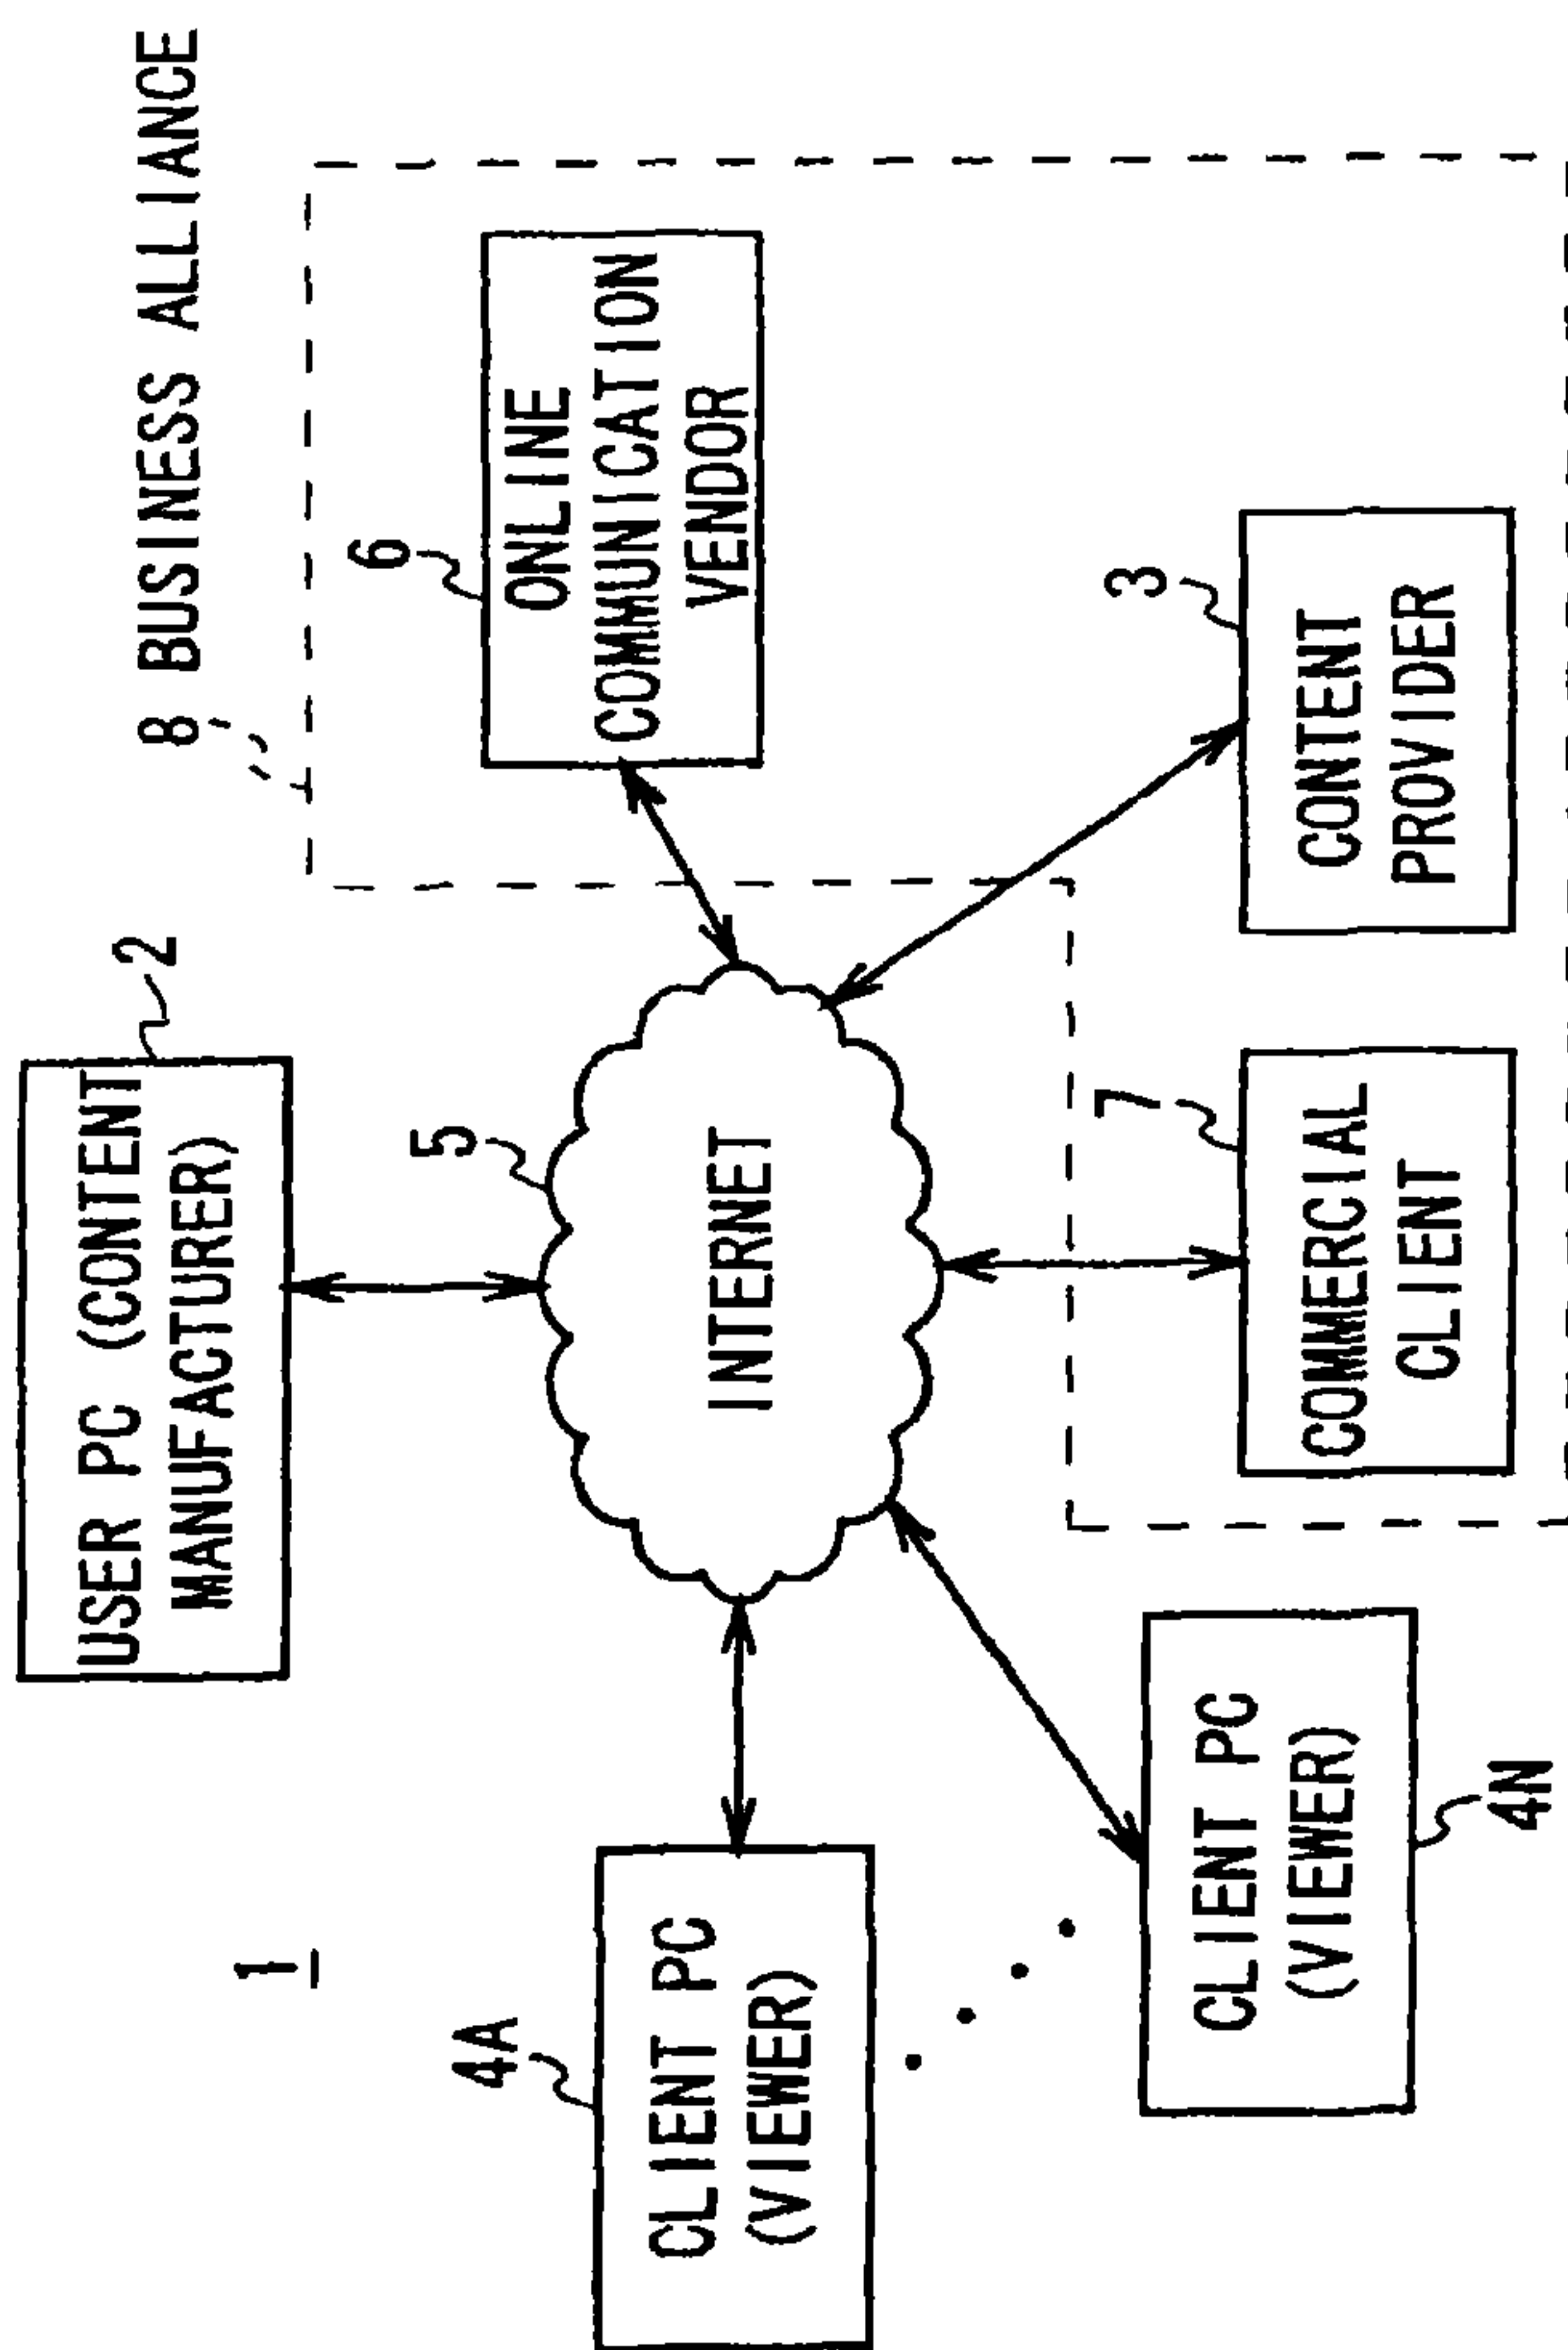 1
USER PC (CONTENT
MANUFACTURER)
2
8 BUSINESS ALLIANCE
4A
CLIENT PC
(VIEWER)
5
INTERNET
6
ONLINE
COMMUNICATION
VENDOR
CLIENT PC
(VIEWER)
4N
7
COMMERCIAL
CLIENT
3
CONTENT
PROVIDER